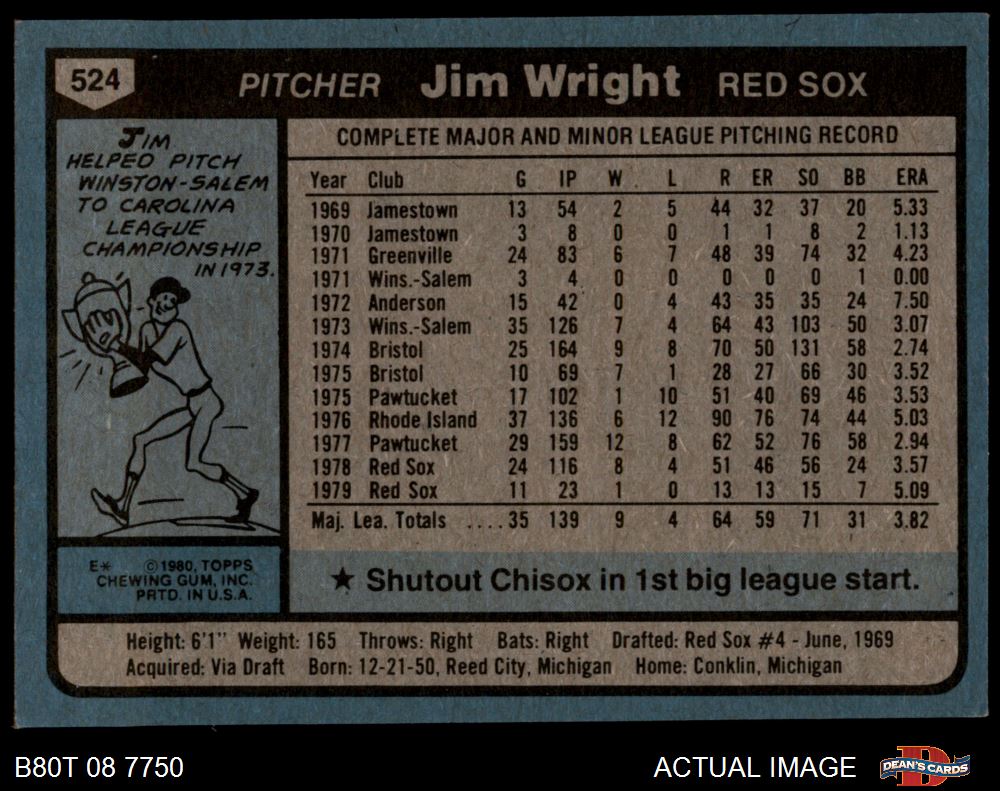 524 PITCHER Jim Wright RED SOX
JIM
HELPED PITCH
WINSTON-SALEM
TO CAROLINA
LEAGUE
CHAMPIONSHIP
IN 1973.
E* ©1980, TOPPS
CHEWING GUM, INC.
PRTD. IN U.S.A.
COMPLETE MAJOR AND MINOR LEAGUE PITCHING RECORD
Year Club G IP W L R ER SO BB ERA
1969 Jamestown 13 54 2 5 44 32 37 20 5.33
1970 Jamestown 3 8 0 0 1 1 8 2 1.13
1971 Greenville 24 83 6 7 48 39 74 32 4.23
1971 Wins.-Salem 3 4 0 0 0 0 0 1 0.00
1972 Anderson 15 42 0 4 43 35 35 24 7.50
1973 Wins.-Salem 35 126 7 4 64 43 103 50 3.07
1974 Bristol 25 164 9 8 70 50 131 58 2.74
1975 Bristol 10 69 7 1 28 27 66 30 3.52
1975 Pawtucket 17 102 1 10 51 40 69 46 3.53
1976 Rhode Island 37 136 6 12 90 76 74 44 5.03
1977 Pawtucket 29 159 12 8 62 52 76 58 2.94
1978 Red Sox 24 116 8 4 51 46 56 24 3.57
1979 Red Sox 11 23 1 0 13 13 15 7 5.09
Maj. Lea. Totals ....35 139 9 4 64 59 71 31 3.82
★ Shutout Chisox in 1st big league start.
Height: 6'1" Weight: 165 Throws: Right Bats: Right Drafted: Red Sox #4 - June, 1969
Acquired: Via Draft Born: 12-21-50, Reed City, Michigan Home: Conklin, Michigan
B80T 08 7750 ACTUAL IMAGE DEAN'S CARDS